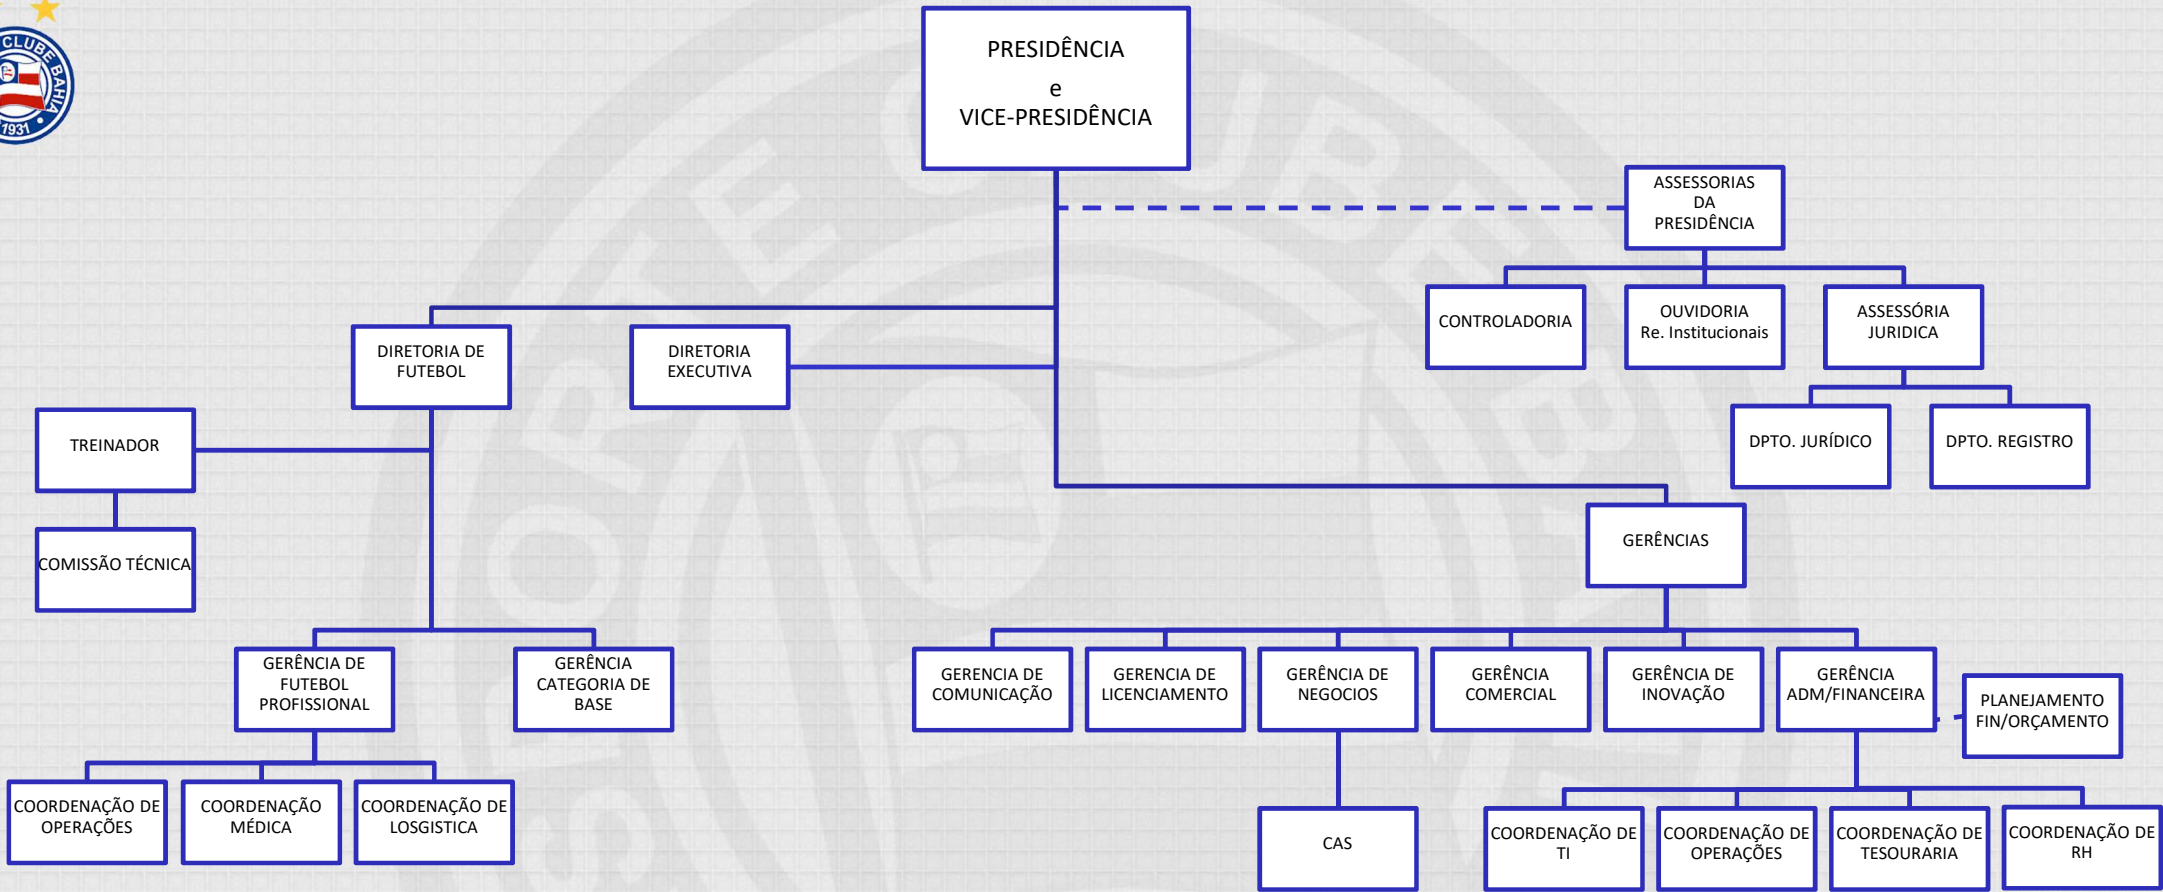 CLUBE BAHIA
1931
PRESIDÊNCIA
e
VICE-PRESIDÊNCIA
ASSESSORIAS
DA
PRESIDÊNCIA
CONTROLADORIA
OUVIDORIA
Re. Institucionais
ASSESSÓRIA
JURIDICA
DIRETORIA DE
FUTEBOL
DIRETORIA
EXECUTIVA
DPTO. JURÍDICO
DPTO. REGISTRO
TREINADOR
COMISSÃO TÉCNICA
GERÊNCIAS
GERÊNCIA DE
FUTEBOL
PROFISSIONAL
GERÊNCIA
CATEGORIA DE
BASE
GERENCIA DE
COMUNICAÇÃO
GERENCIA DE
LICENCIAMENTO
GERÊNCIA DE
NEGOCIOS
GERÊNCIA
COMERCIAL
GERÊNCIA DE
INOVAÇÃO
GERÊNCIA
ADM/FINANCEIRA
PLANEJAMENTO
FIN/ORÇAMENTO
COORDENAÇÃO DE
OPERAÇÕES
COORDENAÇÃO
MÉDICA
COORDENAÇÃO DE
LOSGISTICA
CAS
COORDENAÇÃO DE
TI
COORDENAÇÃO DE
OPERAÇÕES
COORDENAÇÃO DE
TESOURARIA
COORDENAÇÃO DE
RH